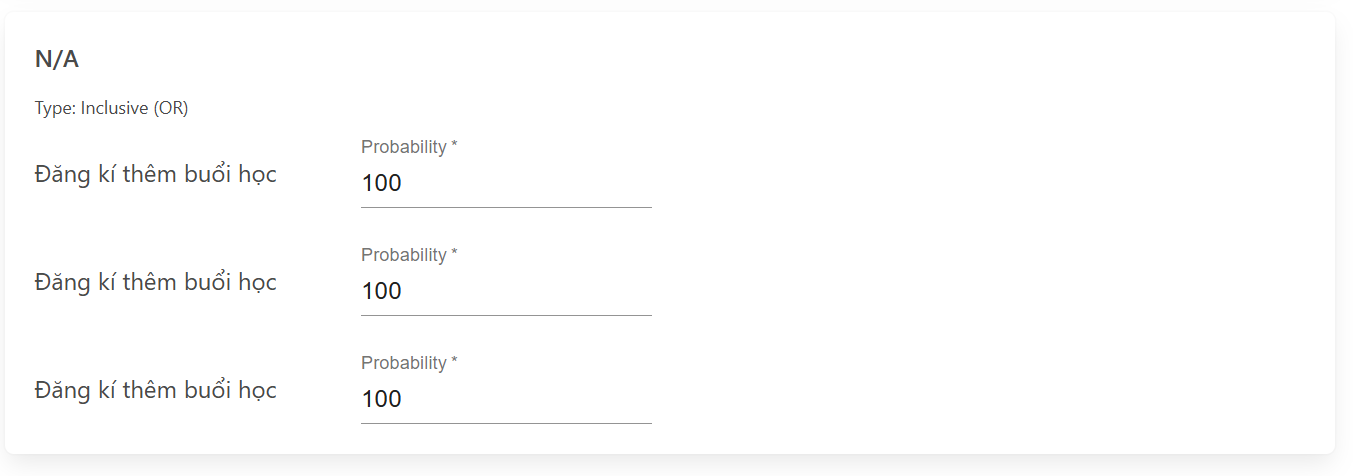 N/A
Type: Inclusive (OR)
Probability *
Đăng kí thêm buổi học
100
Probability *
Đăng kí thêm buổi học
100
Probability *
Đăng kí thêm buổi học
100